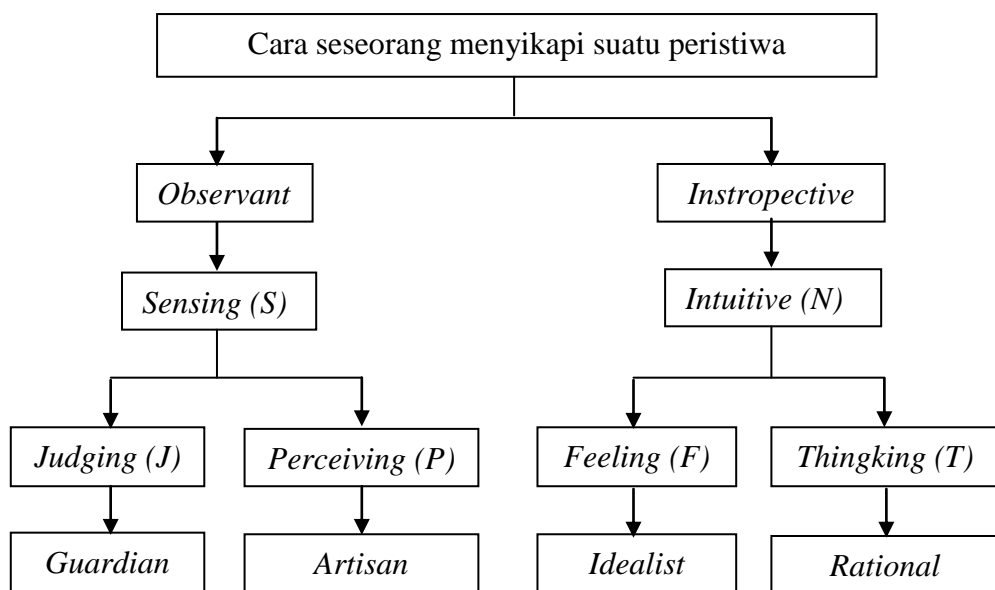 Cara seseorang menyikapi suatu peristiwa
Observant
Instropective
Sensing (S)
Intuitive (N)
Judging (J)
Perceiving (P)
Feeling (F)
Thingking (T)
Guardian
Artisan
Idealist
Rational